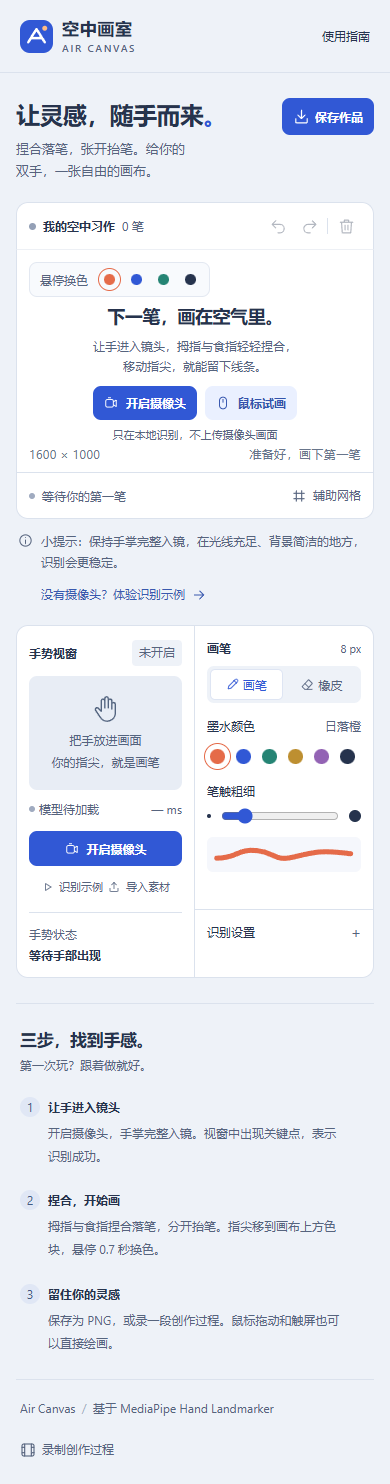 空中画室
AIR CANVAS
使用指南
让灵感，随手而来。
保存作品
捏合落笔，张开抬笔。给你的
双手，一张自由的画布。
我的空中习作 0 笔
悬停换色
下一笔，画在空气里。
让手进入镜头，拇指与食指轻轻捏合，
移动指尖，就能留下线条。
开启摄像头
鼠标试画
只在本地识别，不上传摄像头画面
1600 × 1000
准备好，画下第一笔
等待你的第一笔
辅助网格
小提示：保持手掌完整入镜，在光线充足、背景简洁的地方，
识别会更稳定。
没有摄像头？体验识别示例 →
手势视窗
未开启
把手放进画面
你的指尖，就是画笔
模型待加载
— ms
开启摄像头
识别示例
导入素材
手势状态
等待手部出现
画笔
8 px
画笔
橡皮
墨水颜色
日落橙
笔触粗细
识别设置
+
三步，找到手感。
第一次玩？跟着做就好。
1
让手进入镜头
开启摄像头，手掌完整入镜。视窗中出现关键点，表示
识别成功。
2
捏合，开始画
拇指与食指捏合落笔，分开抬笔。指尖移到画布上方色
块，悬停 0.7 秒换色。
3
留住你的灵感
保存为 PNG，或录一段创作过程。鼠标拖动和触屏也可
以直接绘画。
Air Canvas / 基于 MediaPipe Hand Landmarker
录制创作过程